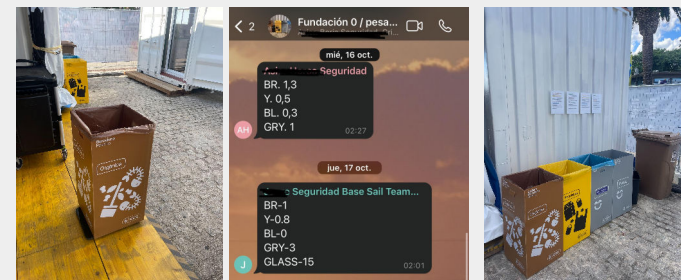 2
Fundación 0 / pesa...
mié, 16 oct.
Seguridad
BR. 1,3
Y. 0,5
BL. 0,3
GRY. 1
02:27
AH
jue, 17 oct.
Seguridad Base Sail Team...
BR-1
Y-0.8
BL-0
GRY-3
GLASS-15
02:01
J